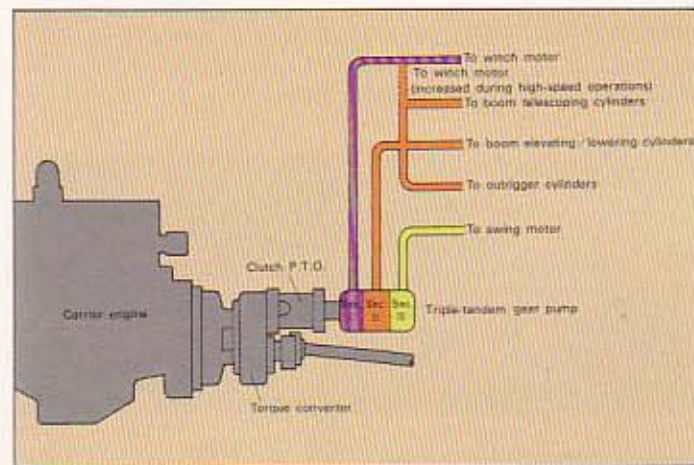 To winch motor
To winch motor
(increased during high-speed operations)
To boom telescoping cylinders
To boom elevating/lowering cylinders
To outrigger cylinders
To swing motor
Clutch P.T.O.
Carrier engine
Sec.
Sec.
Sec.
Triple-tandem gear pump
Torque converter